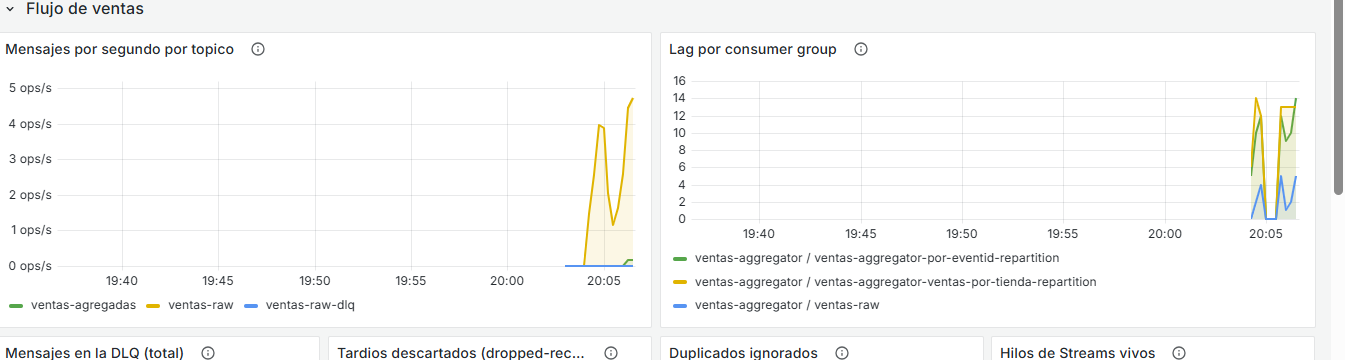 Flujo de ventas
Mensajes por segundo por topico
5 ops/s
4 ops/s
3 ops/s
2 ops/s
1 ops/s
0 ops/s
19:40 19:45 19:50 19:55 20:00 20:05
ventas-agregadas ventas-raw ventas-raw-dlq
Lag por consumer group
16
14
12
10
8
6
4
2
0
19:40 19:45 19:50 19:55 20:00 20:05
ventas-aggregator / ventas-aggregator-por-eventid-repartition
ventas-aggregator / ventas-aggregator-ventas-por-tienda-repartition
ventas-aggregator / ventas-raw
Mensajes en la DLQ (total)
Tardios descartados (dropped-rec...
Duplicados ignorados
Hilos de Streams vivos